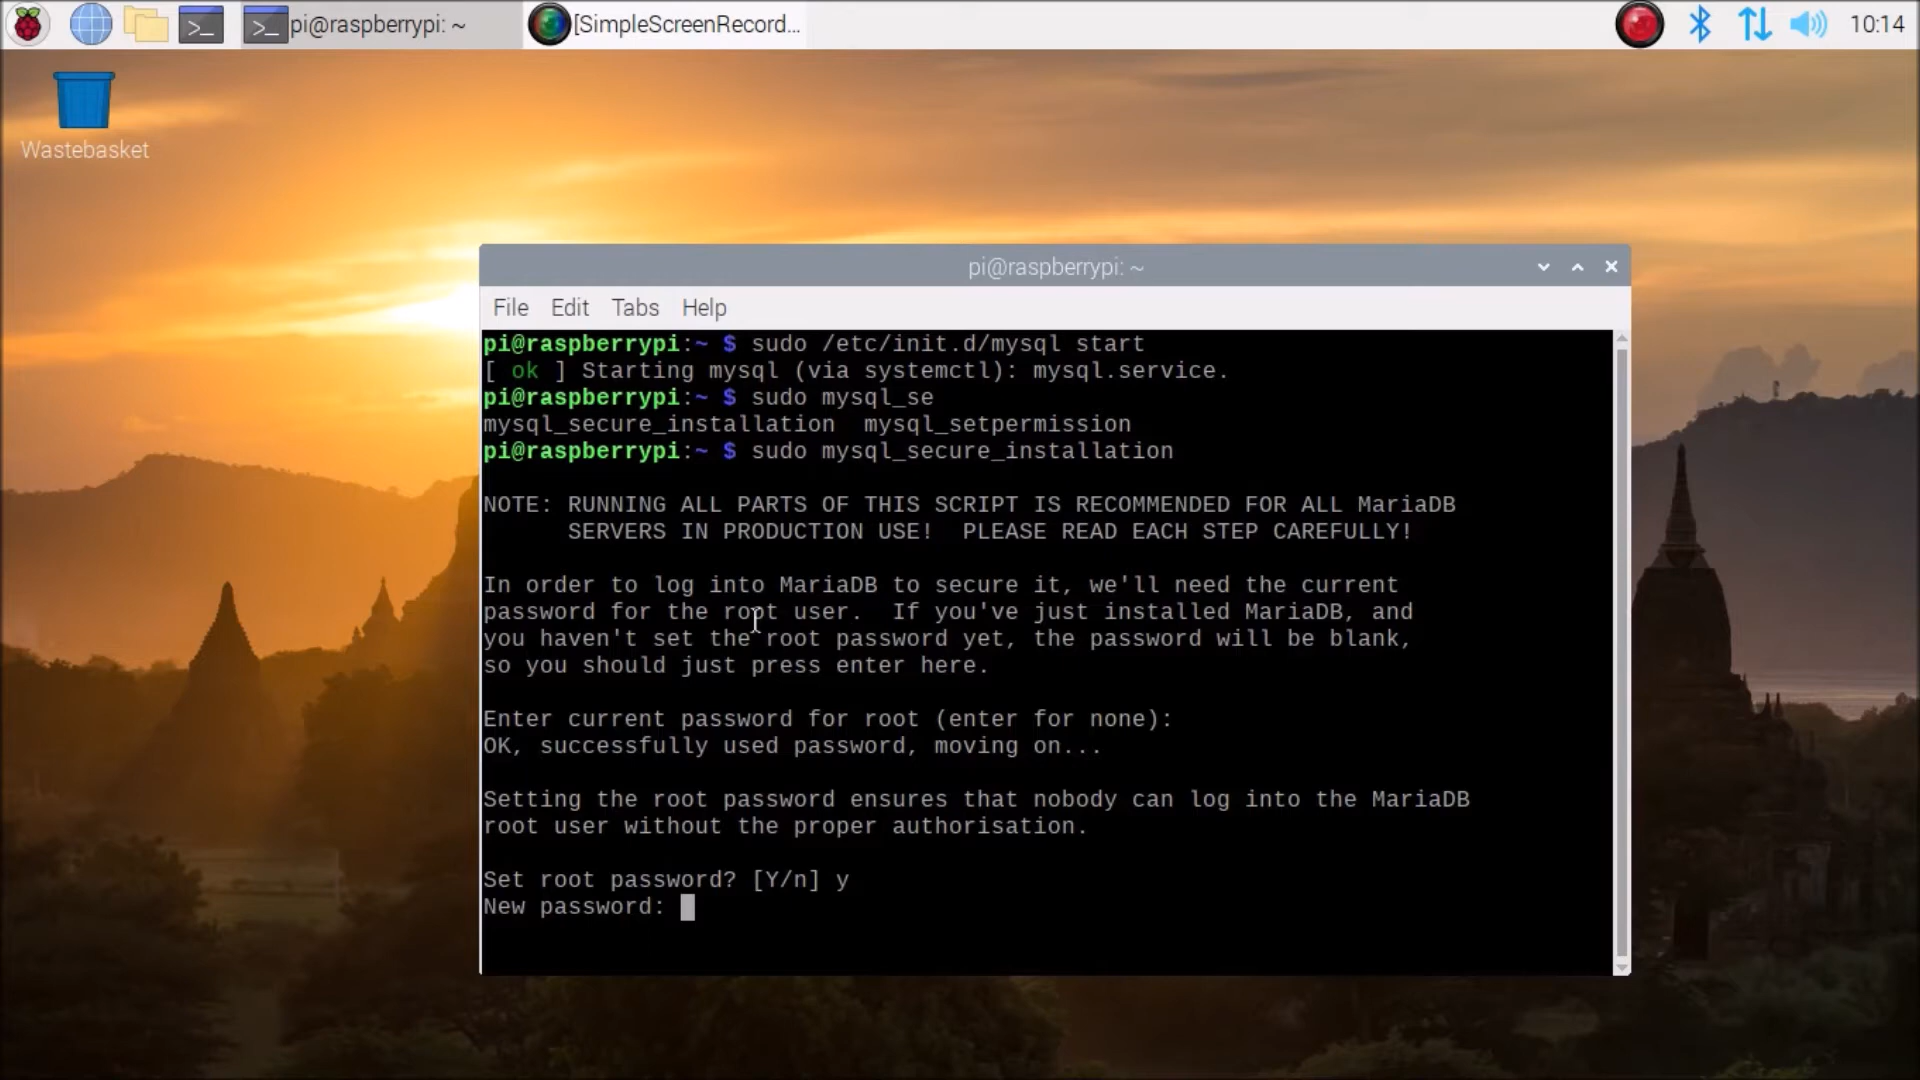 pi@raspberrypi: ~
[SimpleScreenRecord...
10:14
Wastebasket
pi@raspberrypi: ~
File Edit Tabs Help
pi@raspberrypi:~ $ sudo /etc/init.d/mysql start
[ ok ] Starting mysql (via systemctl): mysql.service.
pi@raspberrypi:~ $ sudo mysql_se
mysql_secure_installation  mysql_setpermission
pi@raspberrypi:~ $ sudo mysql_secure_installation
NOTE: RUNNING ALL PARTS OF THIS SCRIPT IS RECOMMENDED FOR ALL MariaDB
SERVERS IN PRODUCTION USE!  PLEASE READ EACH STEP CAREFULLY!
In order to log into MariaDB to secure it, we'll need the current
password for the root user.  If you've just installed MariaDB, and
you haven't set the root password yet, the password will be blank,
so you should just press enter here.
Enter current password for root (enter for none):
OK, successfully used password, moving on...
Setting the root password ensures that nobody can log into the MariaDB
root user without the proper authorisation.
Set root password? [Y/n] y
New password: